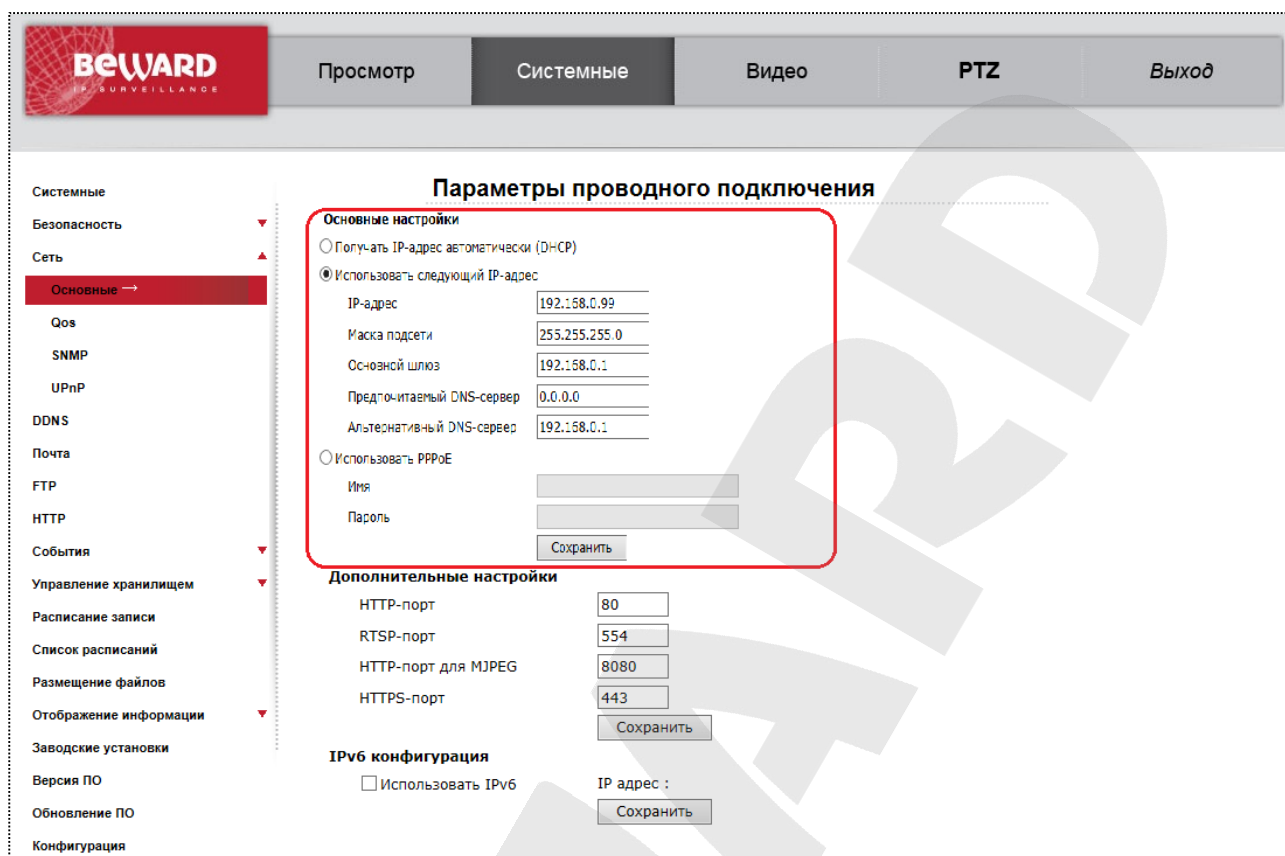 BEWARD
IP SURVEILLANCE
Просмотр
Системные
Видео
PTZ
Выход
Системные
Безопасность
Сеть
Основные →
Qos
SNMP
UPnP
DDNS
Почта
FTP
HTTP
События
Управление хранилищем
Расписание записи
Список расписаний
Размещение файлов
Отображение информации
Заводские установки
Версия ПО
Обновление ПО
Конфигурация
Параметры проводного подключения
Основные настройки
Получать IP-адрес автоматически (DHCP)
Использовать следующий IP-адрес
IP-адрес 192.168.0.99
Маска подсети 255.255.255.0
Основной шлюз 192.168.0.1
Предпочитаемый DNS-сервер 0.0.0.0
Альтернативный DNS-сервер 192.168.0.1
Использовать PPPoE
Имя
Пароль
Сохранить
Дополнительные настройки
HTTP-порт 80
RTSP-порт 554
HTTP-порт для MJPEG 8080
HTTPS-порт 443
Сохранить
IPv6 конфигурация
Использовать IPv6 IP адрес :
Сохранить